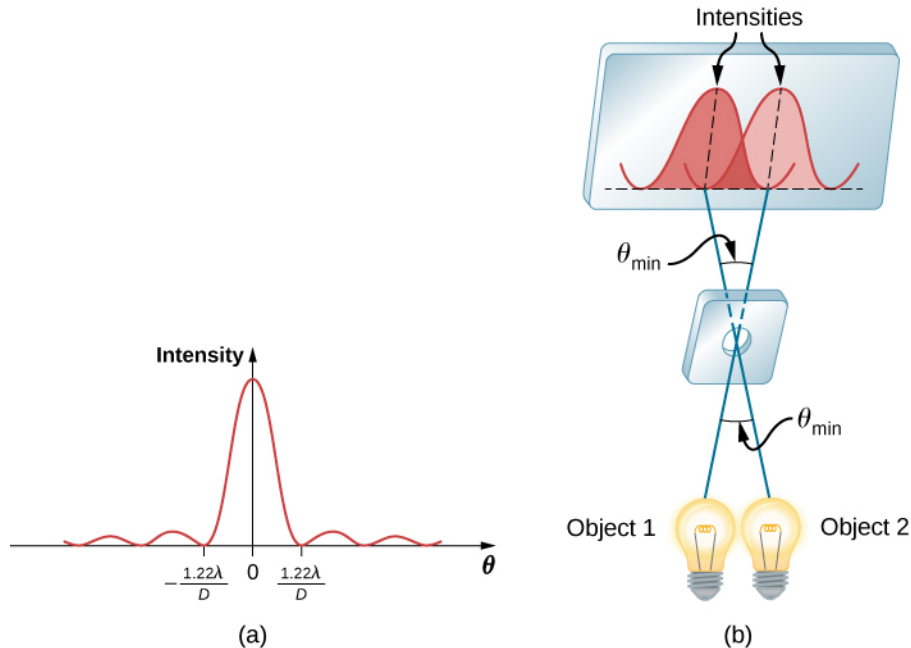 Intensity
−1.22λ/D 0 1.22λ/D θ
(a)
Intensities
θmin
θmin
Object 1 Object 2
(b)